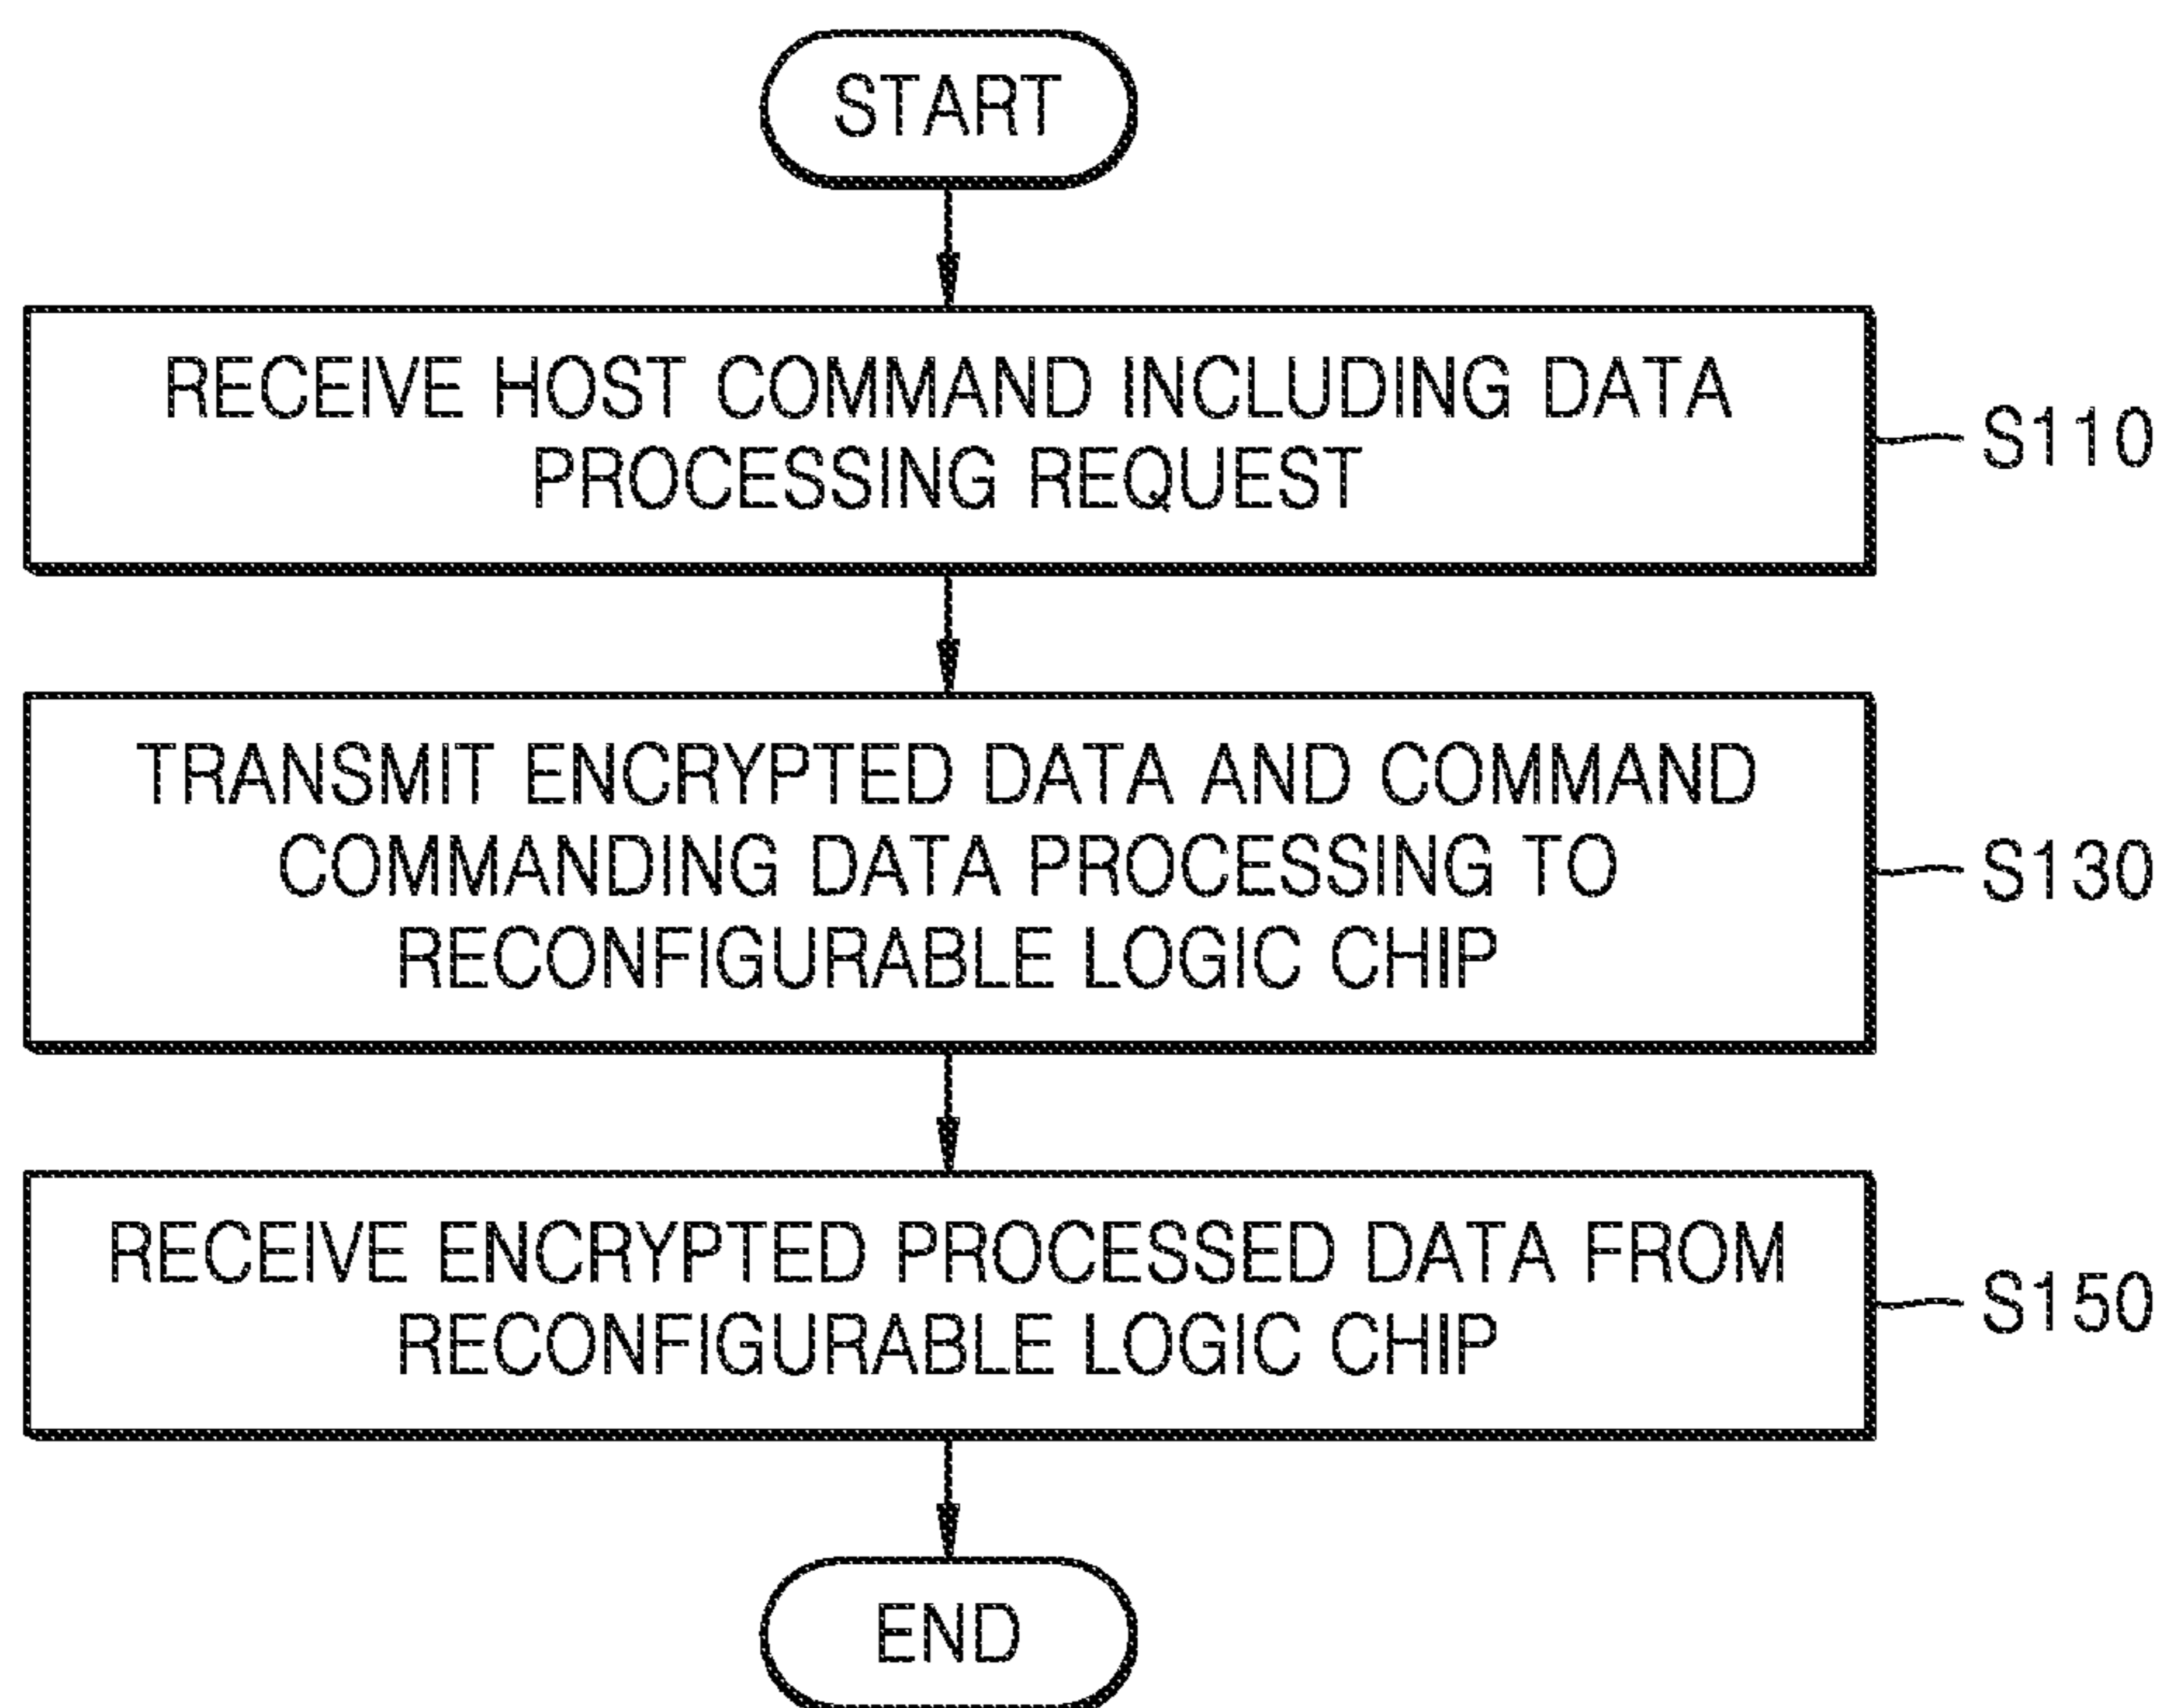 START
RECEIVE HOST COMMAND INCLUDING DATA
PROCESSING REQUEST
S110
TRANSMIT ENCRYPTED DATA AND COMMAND
COMMANDING DATA PROCESSING TO
RECONFIGURABLE LOGIC CHIP
S130
RECEIVE ENCRYPTED PROCESSED DATA FROM
RECONFIGURABLE LOGIC CHIP
S150
END